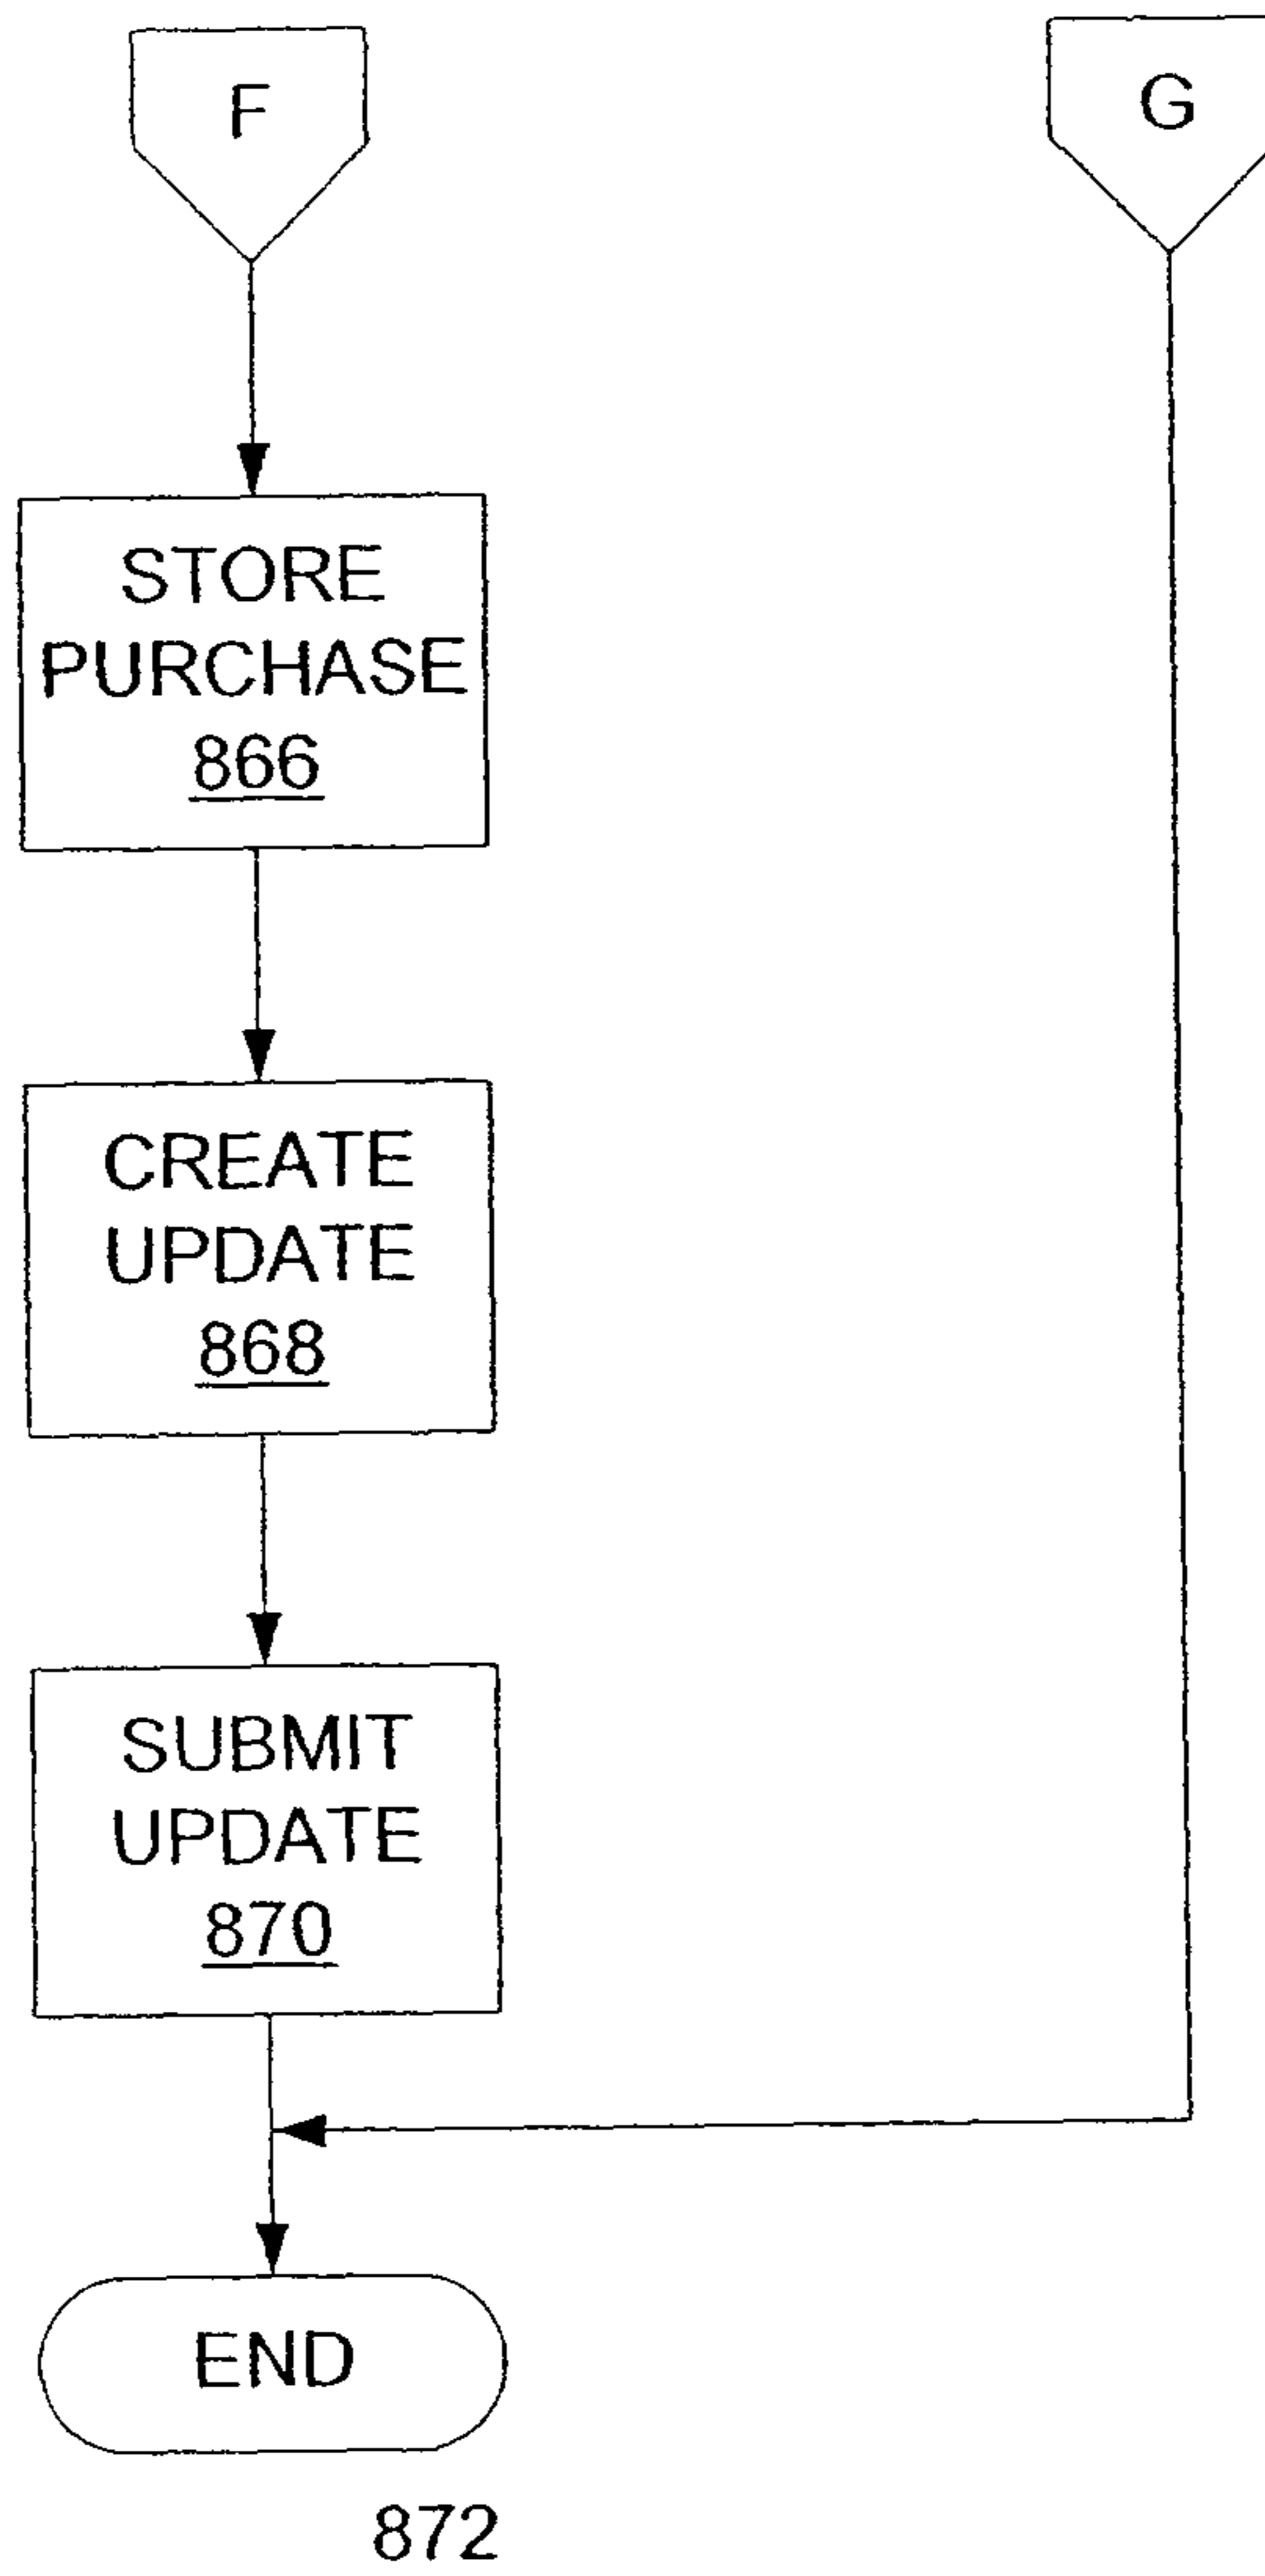 F
G
STORE
PURCHASE
866
CREATE
UPDATE
868
SUBMIT
UPDATE
870
END
872